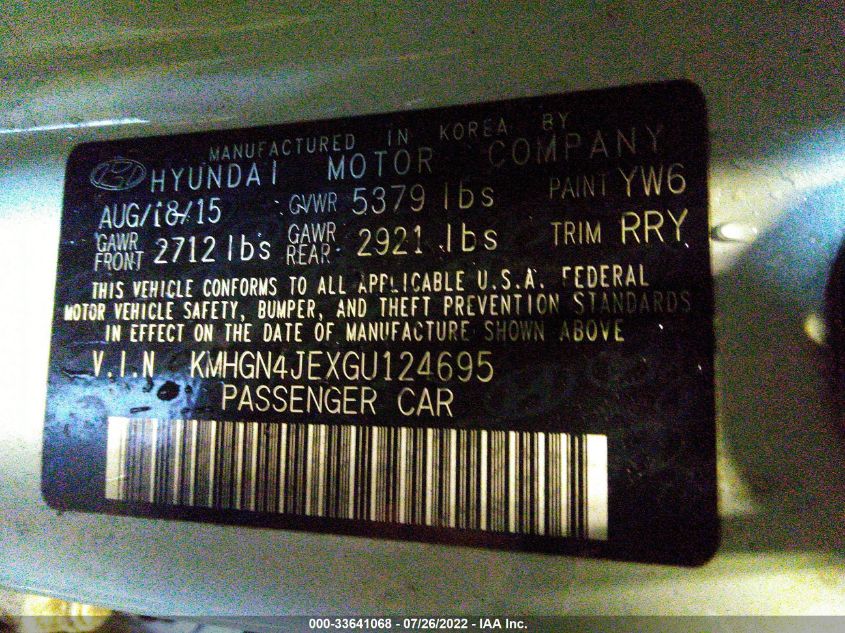 MANUFACTURED IN KOREA BY
HYUNDAI MOTOR COMPANY
AUG/18/15 GVWR 5379 lbs PAINT YW6
GAWR FRONT 2712 lbs GAWR REAR 2921 lbs TRIM RRY
THIS VEHICLE CONFORMS TO ALL APPLICABLE U.S.A. FEDERAL
MOTOR VEHICLE SAFETY, BUMPER, AND THEFT PREVENTION STANDARDS
IN EFFECT ON THE DATE OF MANUFACTURE SHOWN ABOVE
V.I.N KMHGN4JEXGU124695
PASSENGER CAR
000-33641068 - 07/26/2022 - IAA Inc.